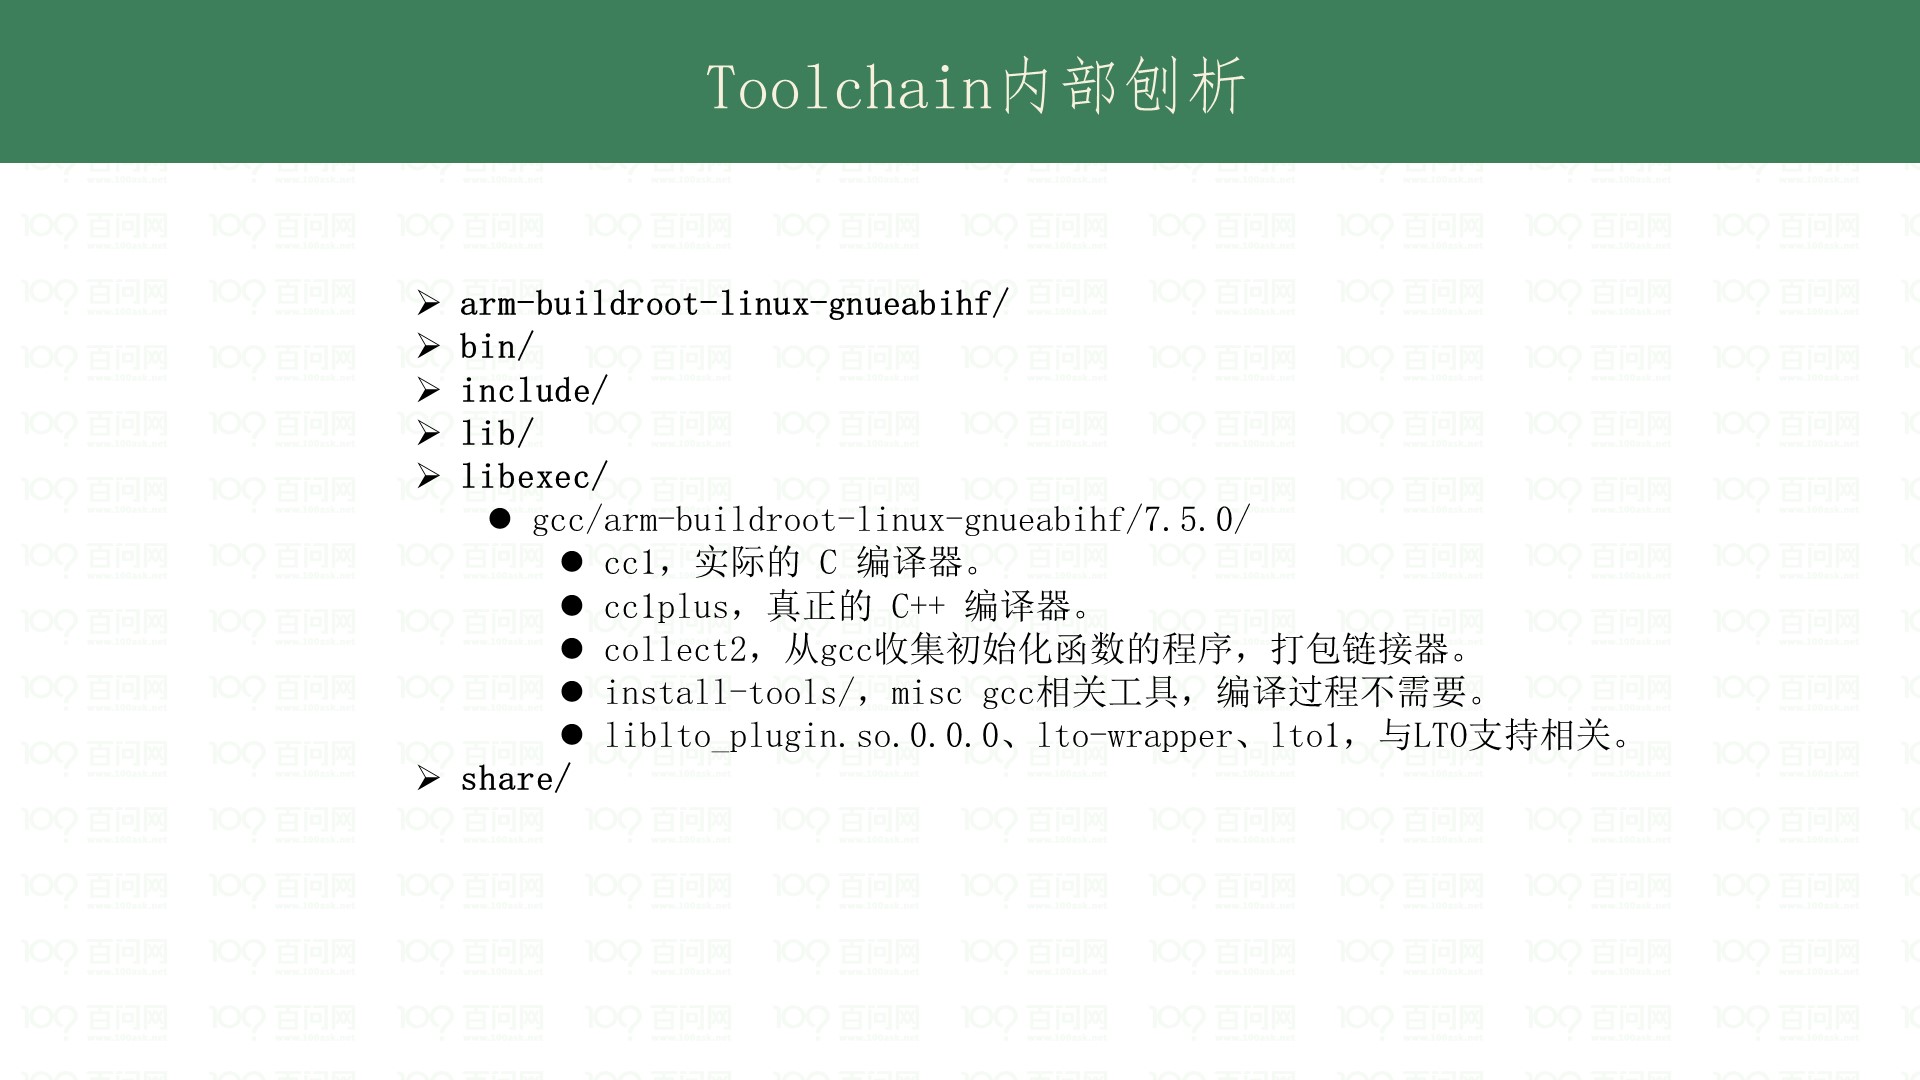 Toolchain内部刨析
➢ arm-buildroot-linux-gnueabihf/
➢ bin/
➢ include/
➢ lib/
➢ libexec/
● gcc/arm-buildroot-linux-gnueabihf/7.5.0/
● cc1，实际的 C 编译器。
● cc1plus，真正的 C++ 编译器。
● collect2，从gcc收集初始化函数的程序，打包链接器。
● install-tools/，misc gcc相关工具，编译过程不需要。
● liblto_plugin.so.0.0.0、lto-wrapper、lto1，与LTO支持相关。
➢ share/
百问网
www.100ask.net